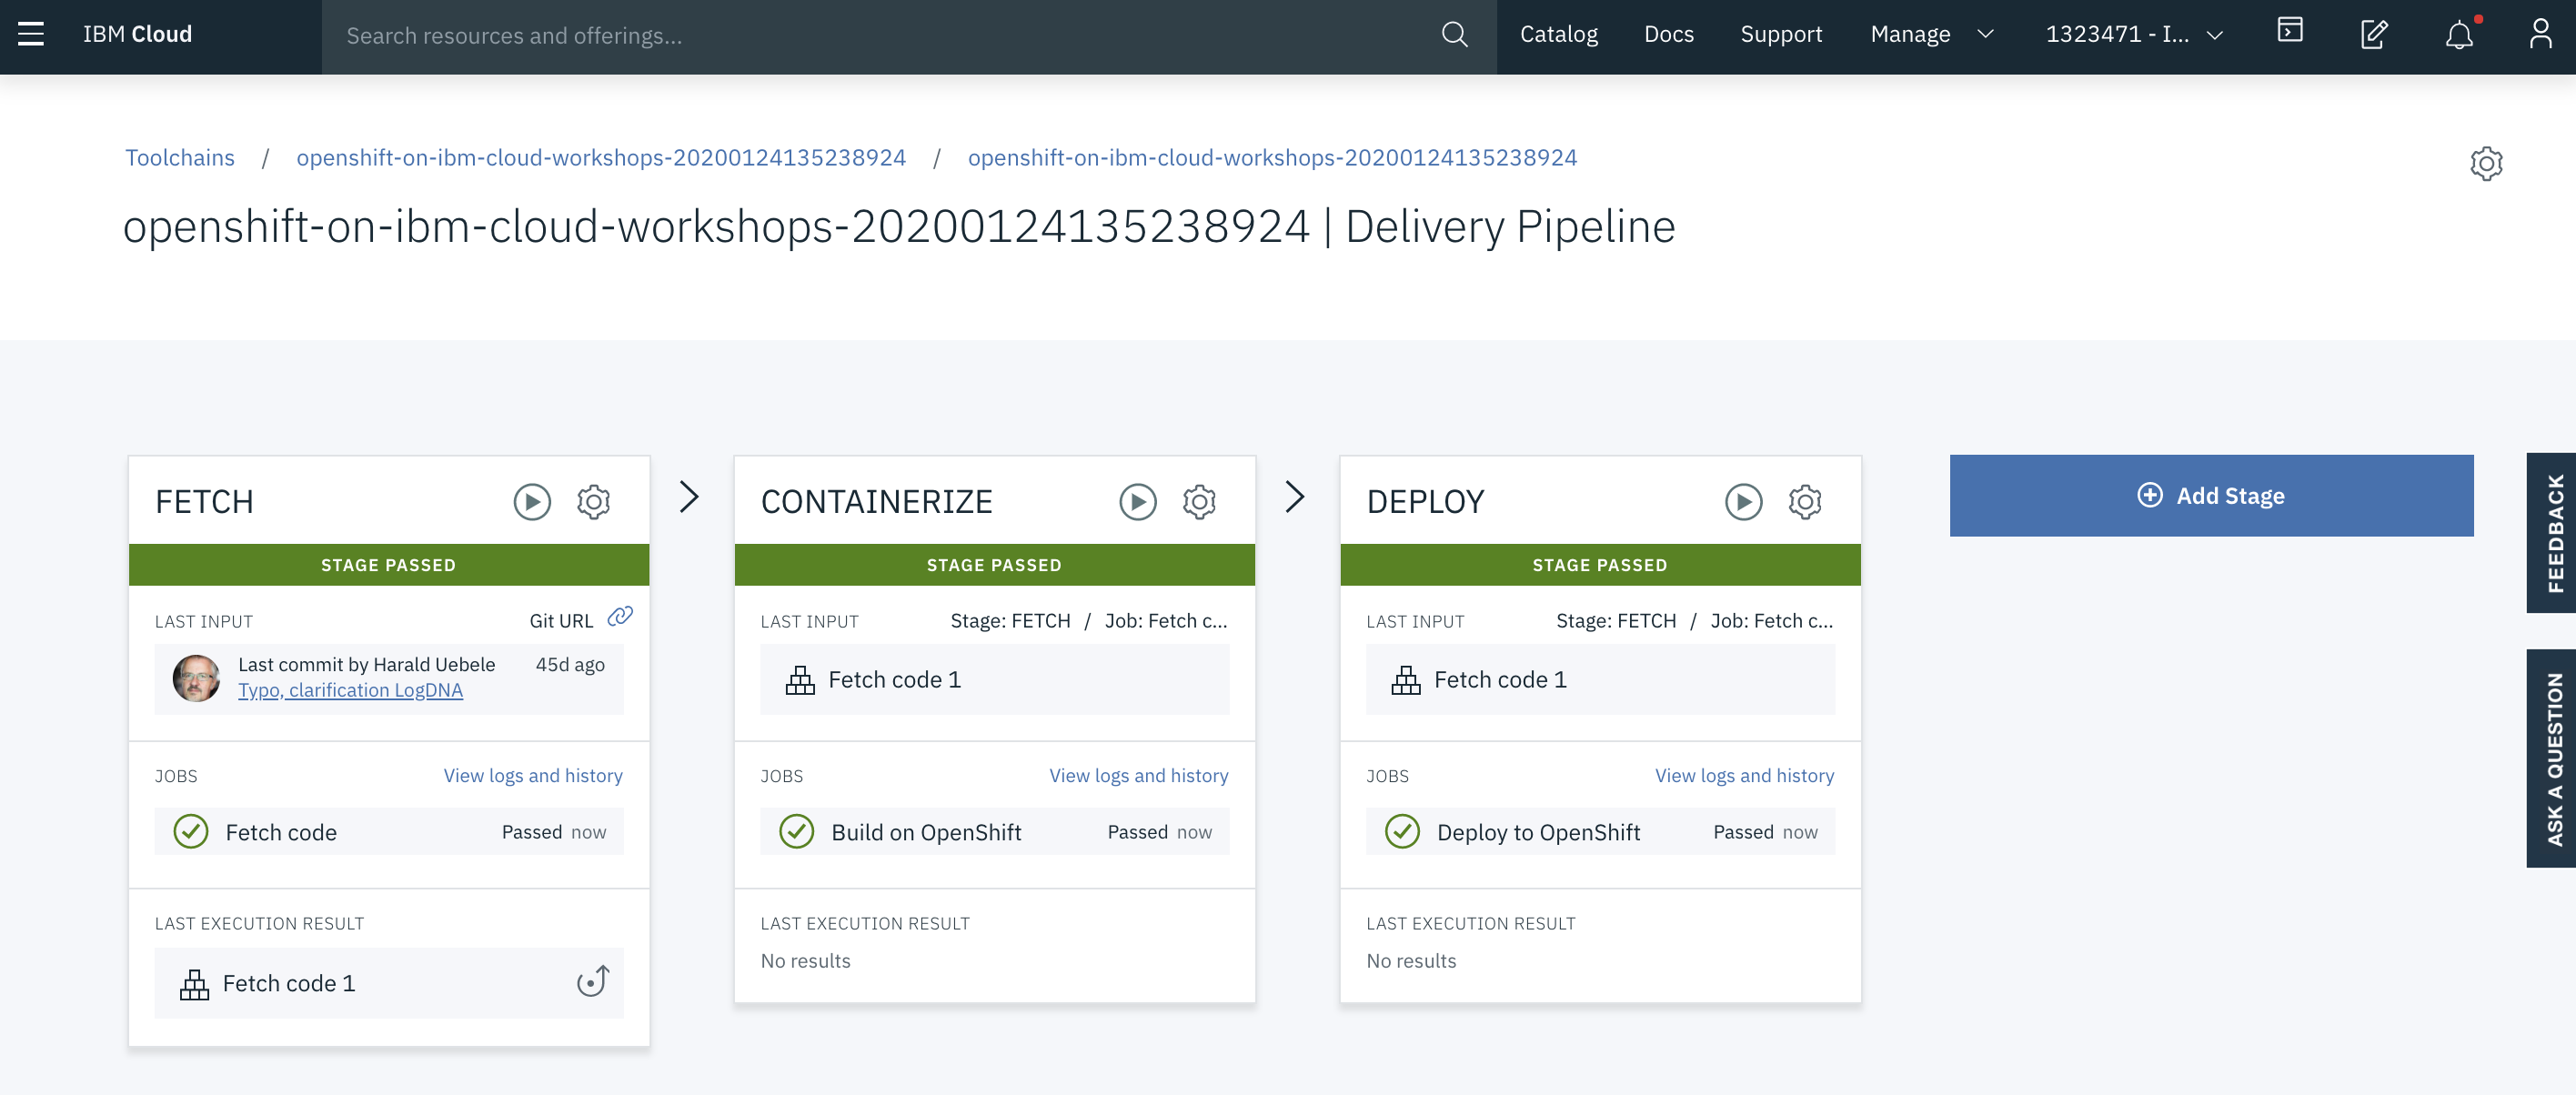 IBM Cloud
Search resources and offerings...
Catalog
Docs
Support
Manage
1323471 - I...
Toolchains / openshift-on-ibm-cloud-workshops-20200124135238924 / openshift-on-ibm-cloud-workshops-20200124135238924
openshift-on-ibm-cloud-workshops-20200124135238924 | Delivery Pipeline
FETCH
STAGE PASSED
LAST INPUT
Git URL
Last commit by Harald Uebele
45d ago
Typo, clarification LogDNA
JOBS
View logs and history
Fetch code
Passed now
LAST EXECUTION RESULT
Fetch code 1
CONTAINERIZE
STAGE PASSED
LAST INPUT
Stage: FETCH / Job: Fetch c...
Fetch code 1
JOBS
View logs and history
Build on OpenShift
Passed now
LAST EXECUTION RESULT
No results
DEPLOY
STAGE PASSED
LAST INPUT
Stage: FETCH / Job: Fetch c...
Fetch code 1
JOBS
View logs and history
Deploy to OpenShift
Passed now
LAST EXECUTION RESULT
No results
Add Stage
FEEDBACK
ASK A QUESTION